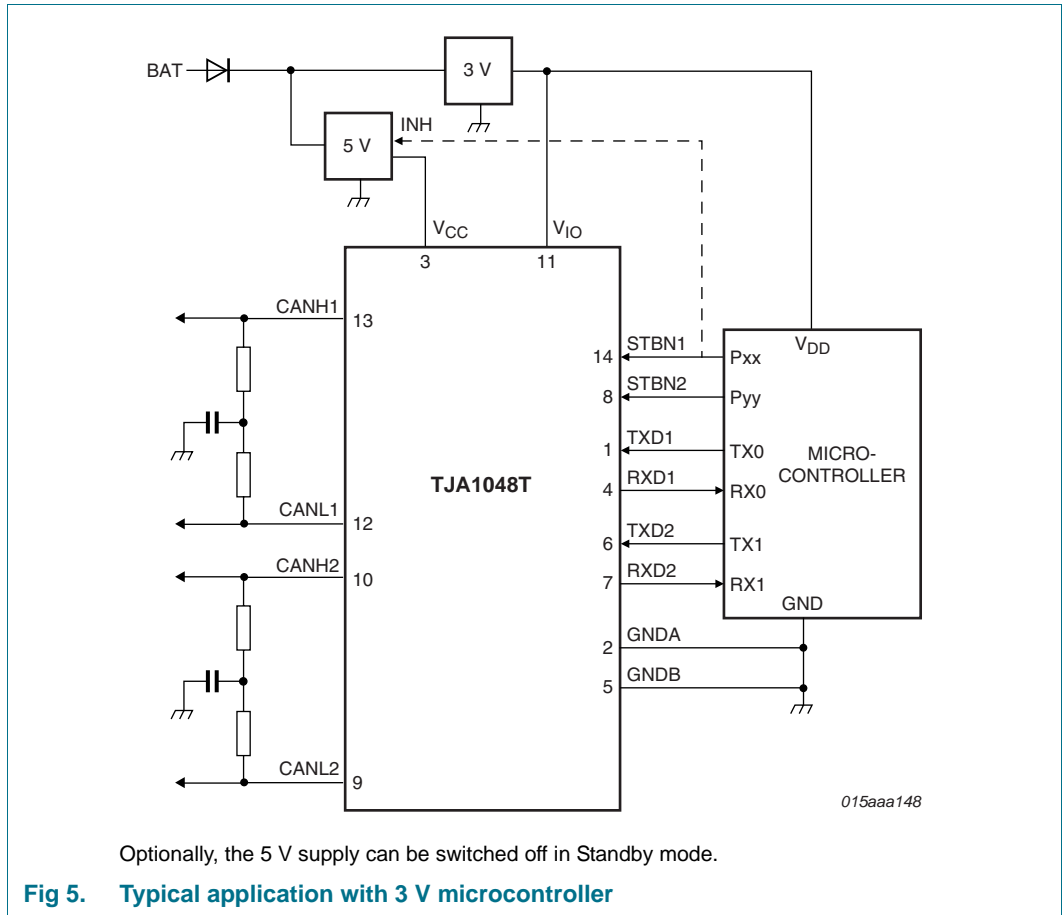 BAT
3 V
5 V
INH
VCC
VIO
3
11
CANH1
13
CANL1
12
CANH2
10
CANL2
9
TJA1048T
14
STBN1
8
STBN2
1
TXD1
4
RXD1
6
TXD2
7
RXD2
2
GNDA
5
GNDB
VDD
Pxx
Pyy
TX0
RX0
TX1
RX1
MICRO-
CONTROLLER
GND
015aaa148
Optionally, the 5 V supply can be switched off in Standby mode.
Fig 5. Typical application with 3 V microcontroller